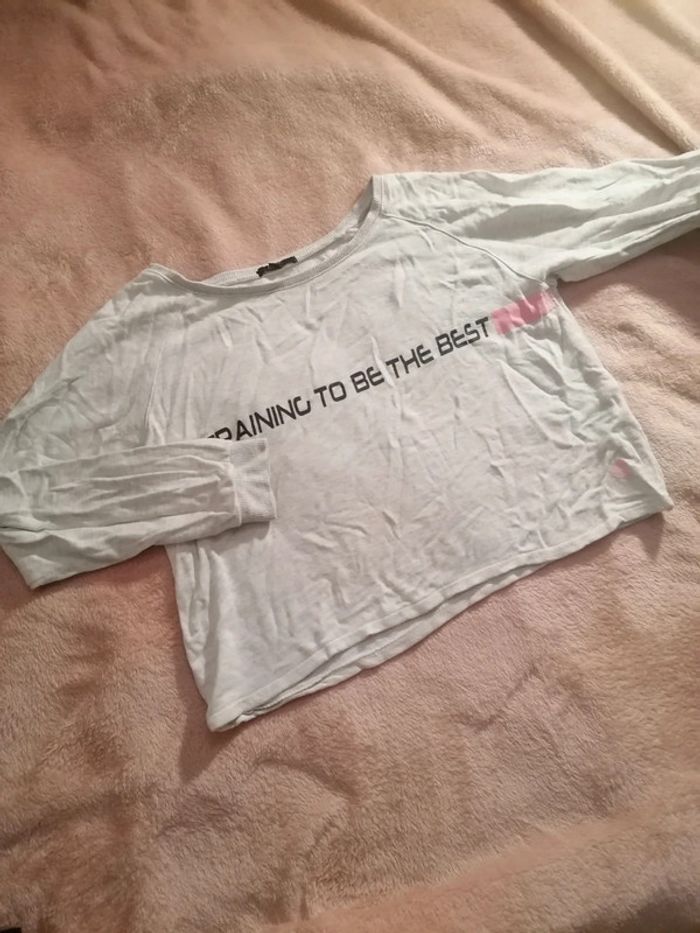 TRAINING TO BE THE BEST